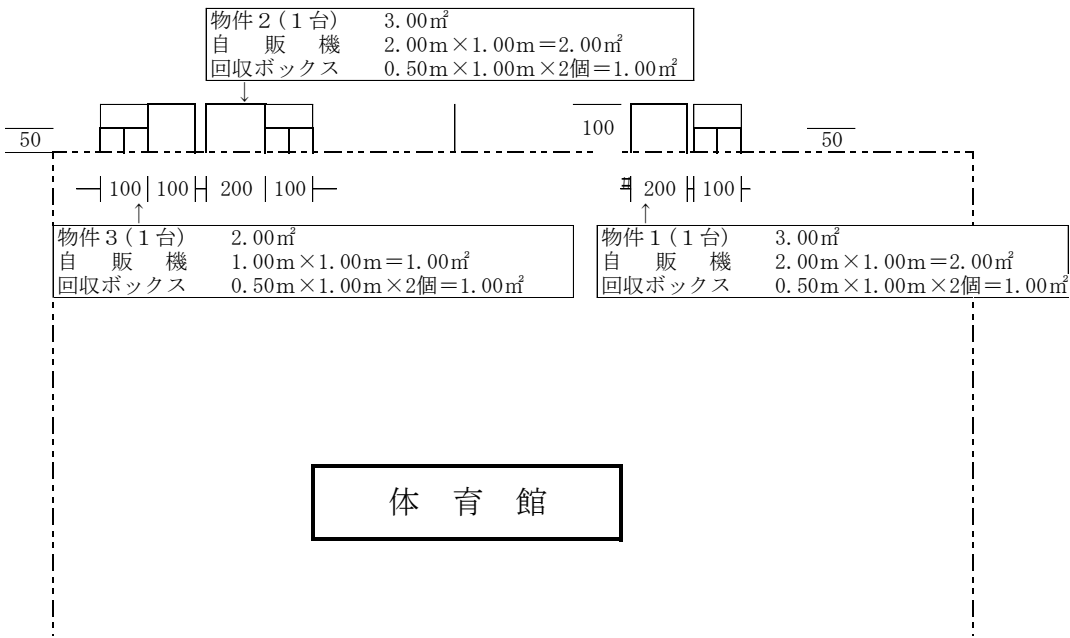 物件２(１台)　3.00㎡
自　販　機　2.00m×1.00m＝2.00㎡
回収ボックス　0.50m×1.00m×2個＝1.00㎡
↓
50
100
50
100 100 200 100
200 100
↑
↑
物件３(１台)　2.00㎡
自　販　機　1.00m×1.00m＝1.00㎡
回収ボックス　0.50m×1.00m×2個＝1.00㎡
物件１(１台)　3.00㎡
自　販　機　2.00m×1.00m＝2.00㎡
回収ボックス　0.50m×1.00m×2個＝1.00㎡
体　育　館